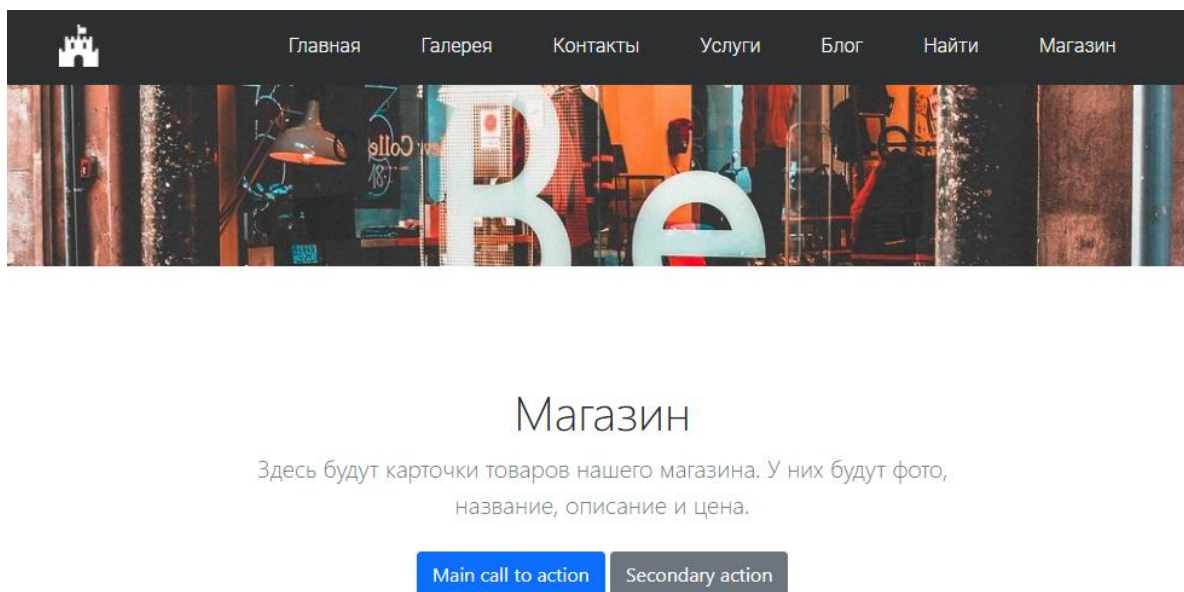 Главная Галерея Контакты Услуги Блог Найти Магазин
Be
Магазин
Здесь будут карточки товаров нашего магазина. У них будут фото,
название, описание и цена.
Main call to action Secondary action